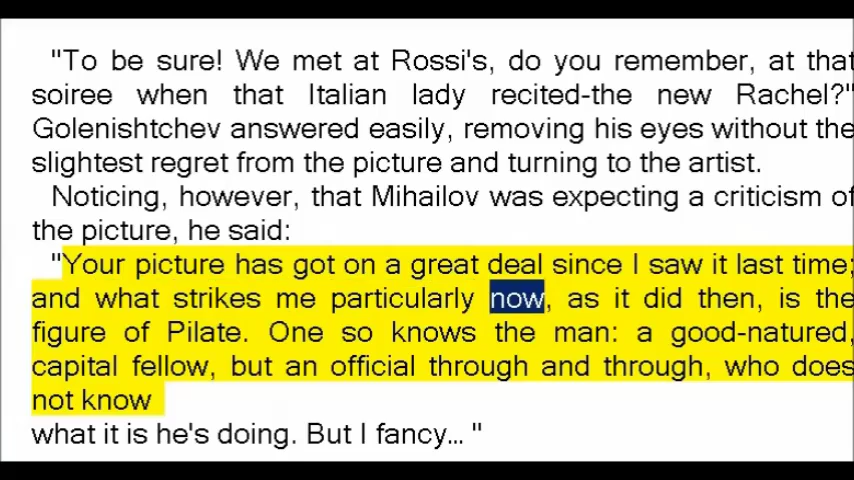 "To be sure! We met at Rossi's, do you remember, at that
soiree when that Italian lady recited-the new Rachel?"
Golenishtchev answered easily, removing his eyes without the
slightest regret from the picture and turning to the artist.
Noticing, however, that Mihailov was expecting a criticism of
the picture, he said:
"Your picture has got on a great deal since I saw it last time;
and what strikes me particularly now, as it did then, is the
figure of Pilate. One so knows the man: a good-natured,
capital fellow, but an official through and through, who does
not know
what it is he's doing. But I fancy... "